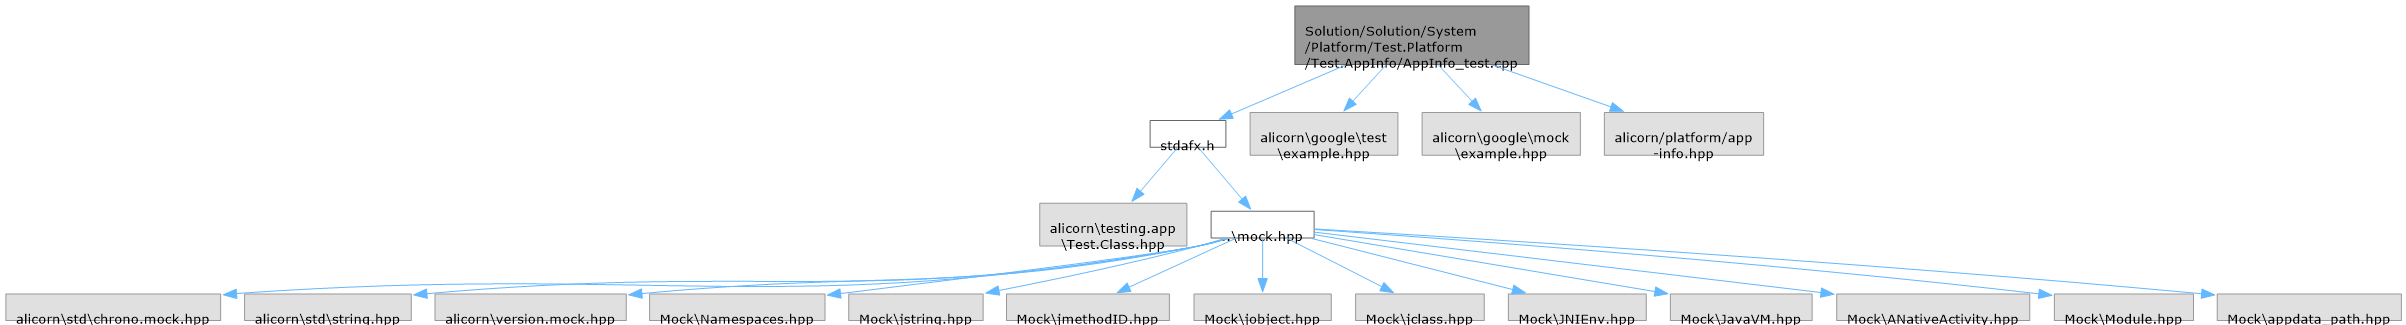 Solution/Solution/System
/Platform/Test.Platform
/Test.AppInfo/AppInfo_test.cpp
stdafx.h
alicorn\google\test
\example.hpp
alicorn\google\mock
\example.hpp
alicorn/platform/app
-info.hpp
alicorn\testing.app
\Test.Class.hpp
..\mock.hpp
alicorn\std\chrono.mock.hpp
alicorn\std\string.hpp
alicorn\version.mock.hpp
Mock\Namespaces.hpp
Mock\jstring.hpp
Mock\jmethodID.hpp
Mock\jobject.hpp
Mock\jclass.hpp
Mock\JNIEnv.hpp
Mock\JavaVM.hpp
Mock\ANativeActivity.hpp
Mock\Module.hpp
Mock\appdata_path.hpp